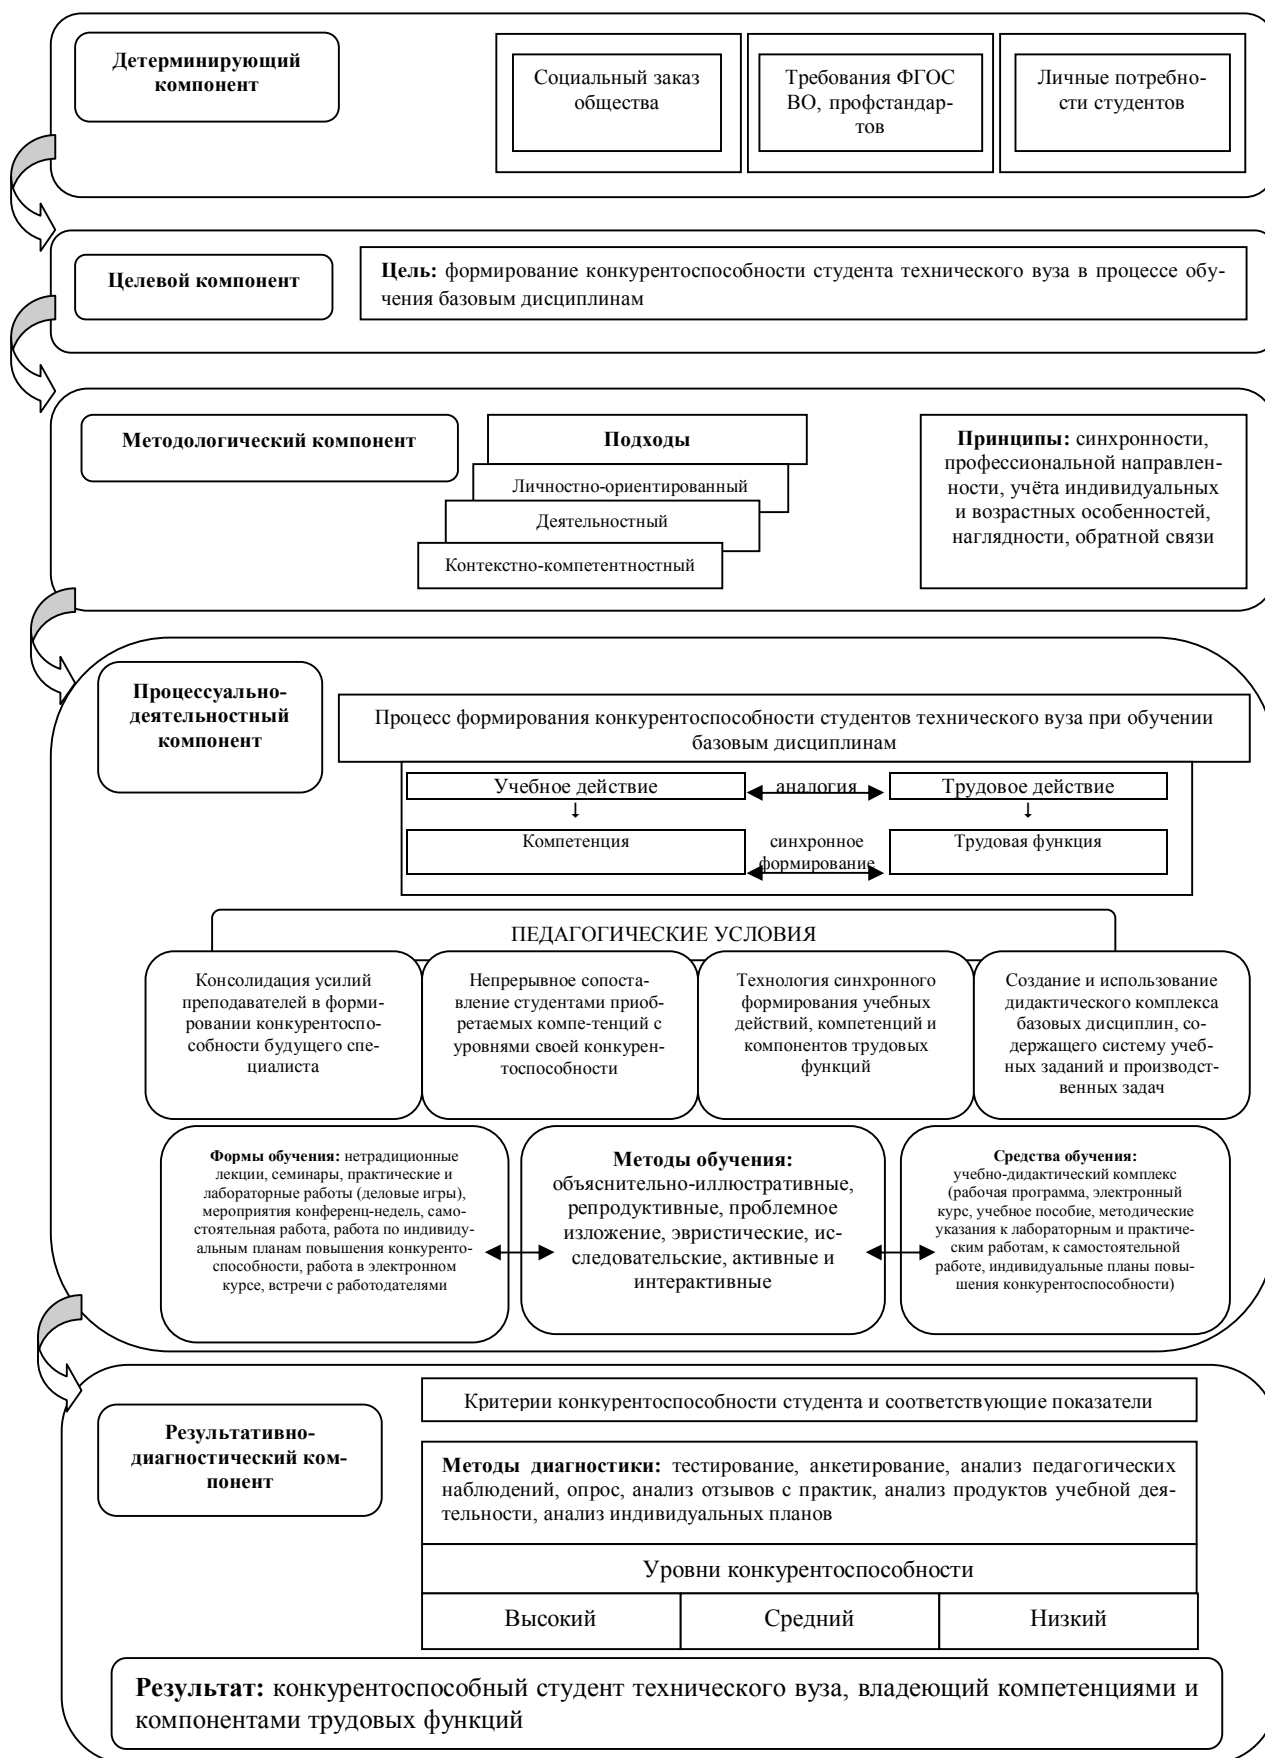 Детерминирующий
компонент
Социальный заказ
общества
Требования ФГОС
ВО, профстандар-
тов
Личные потребно-
сти студентов
Целевой компонент
Цель: формирование конкурентоспособности студента технического вуза в процессе обу-
чения базовым дисциплинам
Методологический компонент
Подходы
Личностно-ориентированный
Деятельностный
Контекстно-компетентностный
Принципы: синхронности,
профессиональной направлен-
ности, учёта индивидуальных
и возрастных особенностей,
наглядности, обратной связи
Процессуально-
деятельностный
компонент
Процесс формирования конкурентоспособности студентов технического вуза при обучении
базовым дисциплинам
Учебное действие
аналогия
Трудовое действие
Компетенция
синхронное
формирование
Трудовая функция
ПЕДАГОГИЧЕСКИЕ УСЛОВИЯ
Консолидация усилий
преподавателей в форми-
ровании конкурентоспо-
собности будущего спе-
циалиста
Непрерывное сопоста-
вление студентами приоб-
ретаемых компе-тенций с
уровнями своей конкурен-
тоспособности
Технология синхронного
формирования учебных
действий, компетенций и
компонентов трудовых
функций
Создание и использование
дидактического комплекса
базовых дисциплин, со-
держащего систему учеб-
ных заданий и производст-
венных задач
Формы обучения: нетрадиционные
лекции, семинары, практические и
лабораторные работы (деловые игры),
мероприятия конференц-недель, само-
стоятельная работа, работа по индивиду-
альным планам повышения конкуренто-
способности, работа в электронном
курсе, встречи с работодателями
Методы обучения:
объяснительно-иллюстративные,
репродуктивные, проблемное
изложение, эвристические, ис-
следовательские, активные и
интерактивные
Средства обучения:
учебно-дидактический комплекс
(рабочая программа, электронный
курс, учебное пособие, методические
указания к лабораторным и практиче-
ским работам, к самостоятельной
работе, индивидуальные планы повы-
шения конкурентоспособности)
Результативно-
диагностический ком-
понент
Критерии конкурентоспособности студента и соответствующие показатели
Методы диагностики: тестирование, анкетирование, анализ педагогических
наблюдений, опрос, анализ отзывов с практик, анализ продуктов учебной дея-
тельности, анализ индивидуальных планов
Уровни конкурентоспособности
Высокий
Средний
Низкий
Результат: конкурентоспособный студент технического вуза, владеющий компетенциями и
компонентами трудовых функций